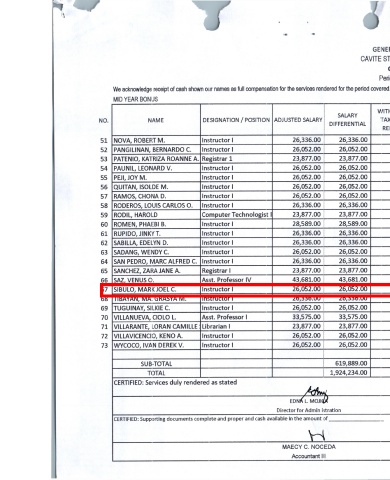 GENE
CAVITE ST
Peri
We acknowledge receipt of cash shown our names as full compensation for the services rendered for the period covered.
MID YEAR BONUS
NO. NAME DESIGNATION / POSITION ADJUSTED SALARY SALARY DIFFERENTIAL WITH TAX RE
51 NOVA, ROBERT M. Instructor I 26,336.00 26,336.00
52 PANGILINAN, BERNARDO C. Instructor I 26,052.00 26,052.00
53 PATENIO, KATRIZA ROANNE A. Registrar 1 23,877.00 23,877.00
54 PAUNIL, LEONARD V. Instructor I 26,052.00 26,052.00
55 PEJI, JOY M. Instructor I 26,052.00 26,052.00
56 QUITAN, ISOLDE M. Instructor I 26,052.00 26,052.00
57 RAMOS, CHONA D. Instructor I 26,052.00 26,052.00
58 RODEROS, LOUIS CARLOS O. Instructor I 26,336.00 26,336.00
59 RODIL, HAROLD Computer Technologist I 23,877.00 23,877.00
60 ROMEN, PHAEBI B. Instructor I 28,589.00 28,589.00
61 RUPIDO, JINKY T. Instructor I 26,336.00 26,336.00
62 SABILLA, EDELYN D. Instructor I 26,336.00 26,336.00
63 SADANG, WENDY C. Instructor I 26,052.00 26,052.00
64 SAN PEDRO, MARC ALFRED C. Instructor I 26,336.00 26,336.00
65 SANCHEZ, ZARA JANE A. Registrar I 23,877.00 23,877.00
66 SAZ, VENUS O. Asst. Professor IV 43,681.00 43,681.00
67 SIBULO, MARK JOEL C. Instructor I 26,052.00 26,052.00
68 TIBAYAN, MA. GRASYA M. Instructor I 26,336.00 26,336.00
69 TUGUINAY, SILKIE C. Instructor I 26,052.00 26,052.00
70 VILLANUEVA, OIOLO L. Asst. Professor I 33,575.00 33,575.00
71 VILLARANTE, LORAN CAMILLE Librarian I 23,877.00 23,877.00
72 VILLAVICENCIO, KENO A. Instructor I 26,052.00 26,052.00
73 WYCOCO, IVAN DEREK V. Instructor I 26,052.00 26,052.00
SUB-TOTAL 619,889.00
TOTAL 1,924,234.00
CERTIFIED: Services duly rendered as stated
EDNA L.
Director for Administration
CERTIFIED: Supporting documents complete and proper and cash available in the amount of
MAECY C. NOCEDA
Accountant III